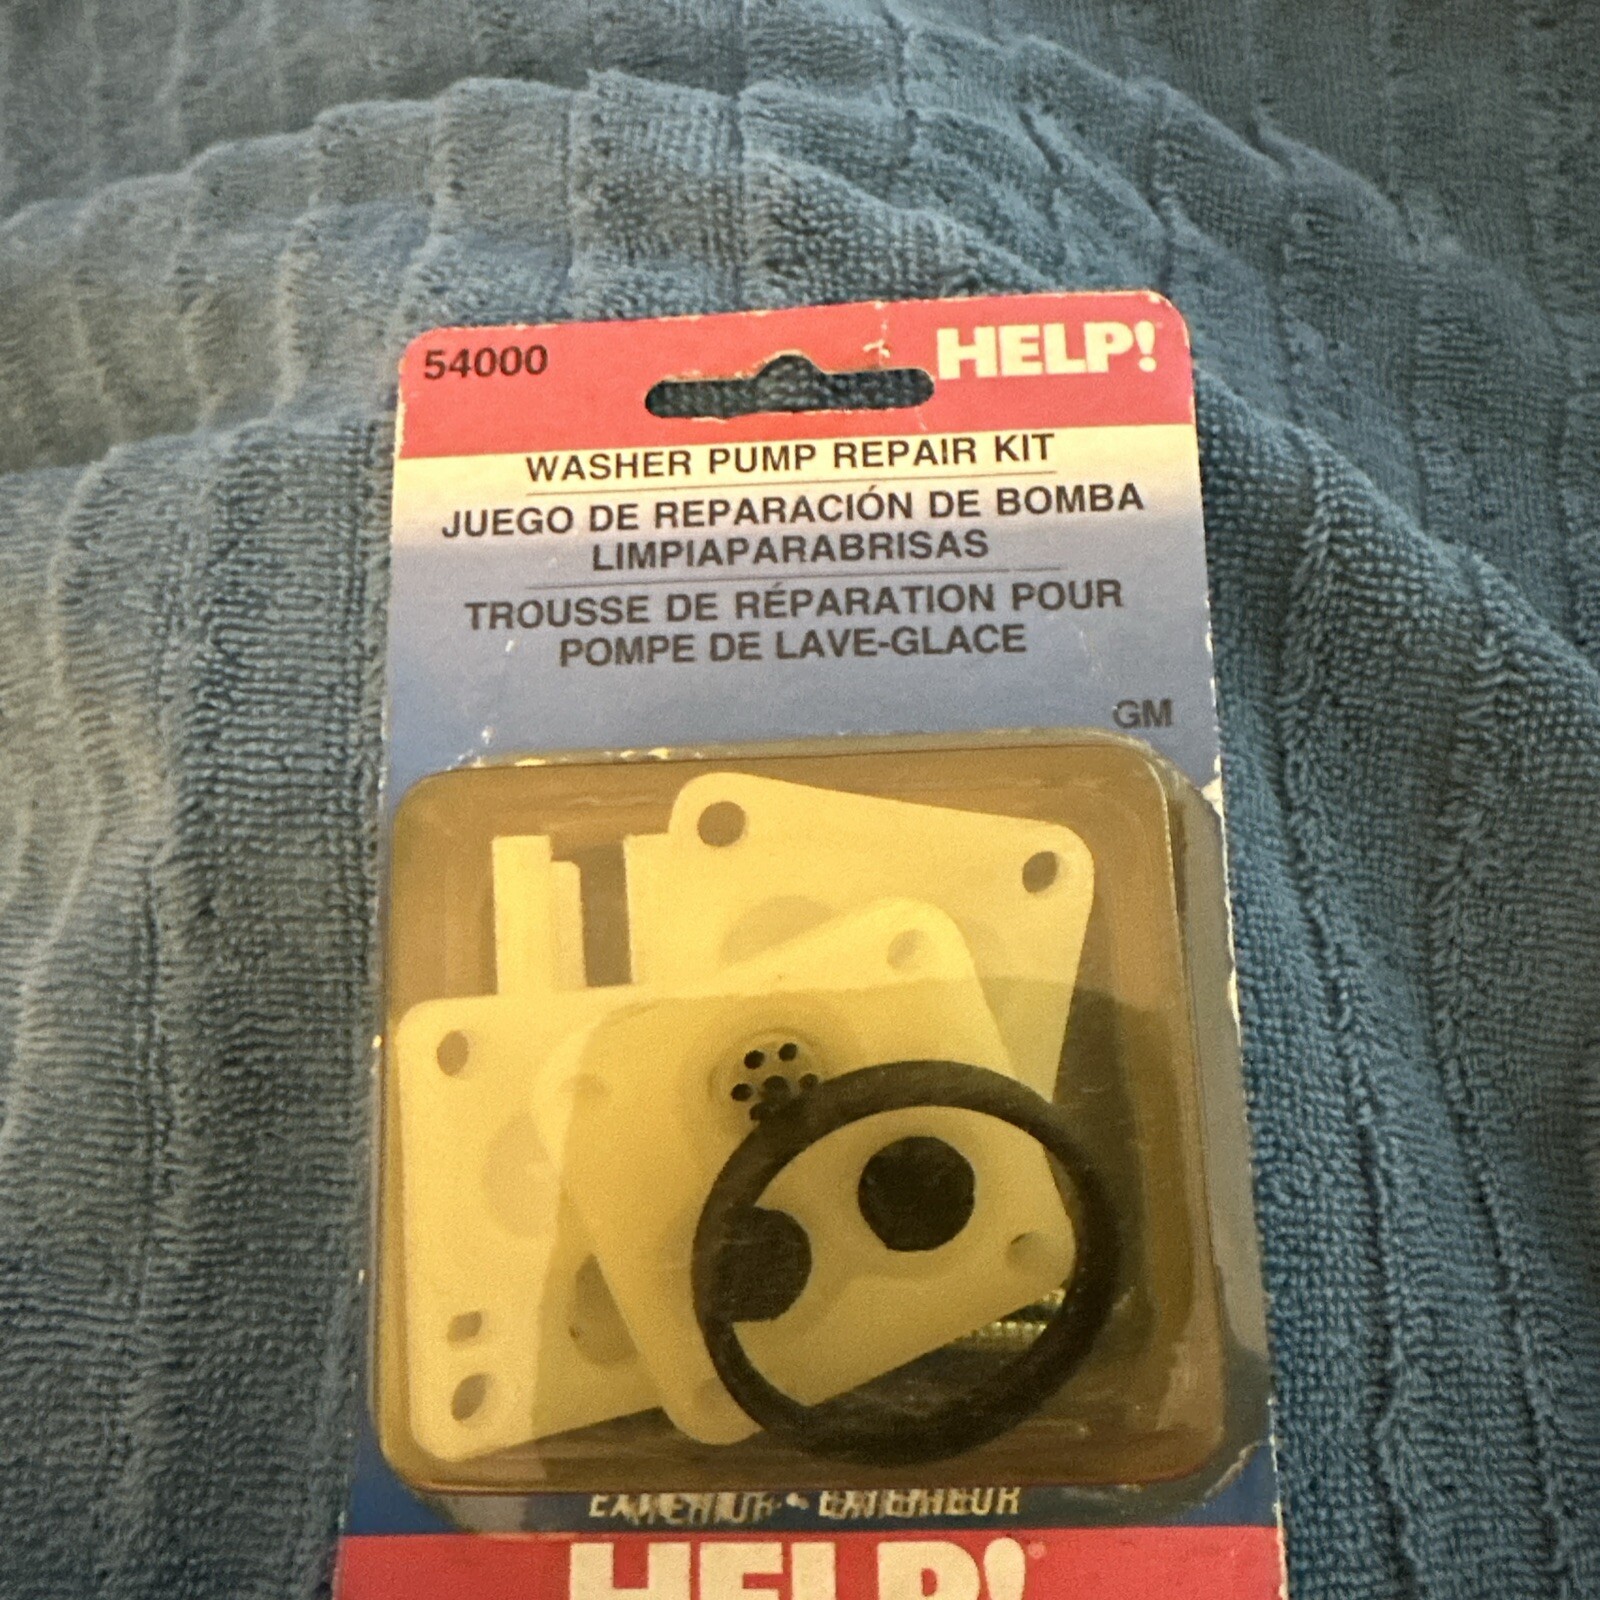 54000
HELP!
WASHER PUMP REPAIR KIT
JUEGO DE REPARACIÓN DE BOMBA
LIMPIAPARABRISAS
TROUSSE DE RÉPARATION POUR
POMPE DE LAVE-GLACE
GM
HELP!